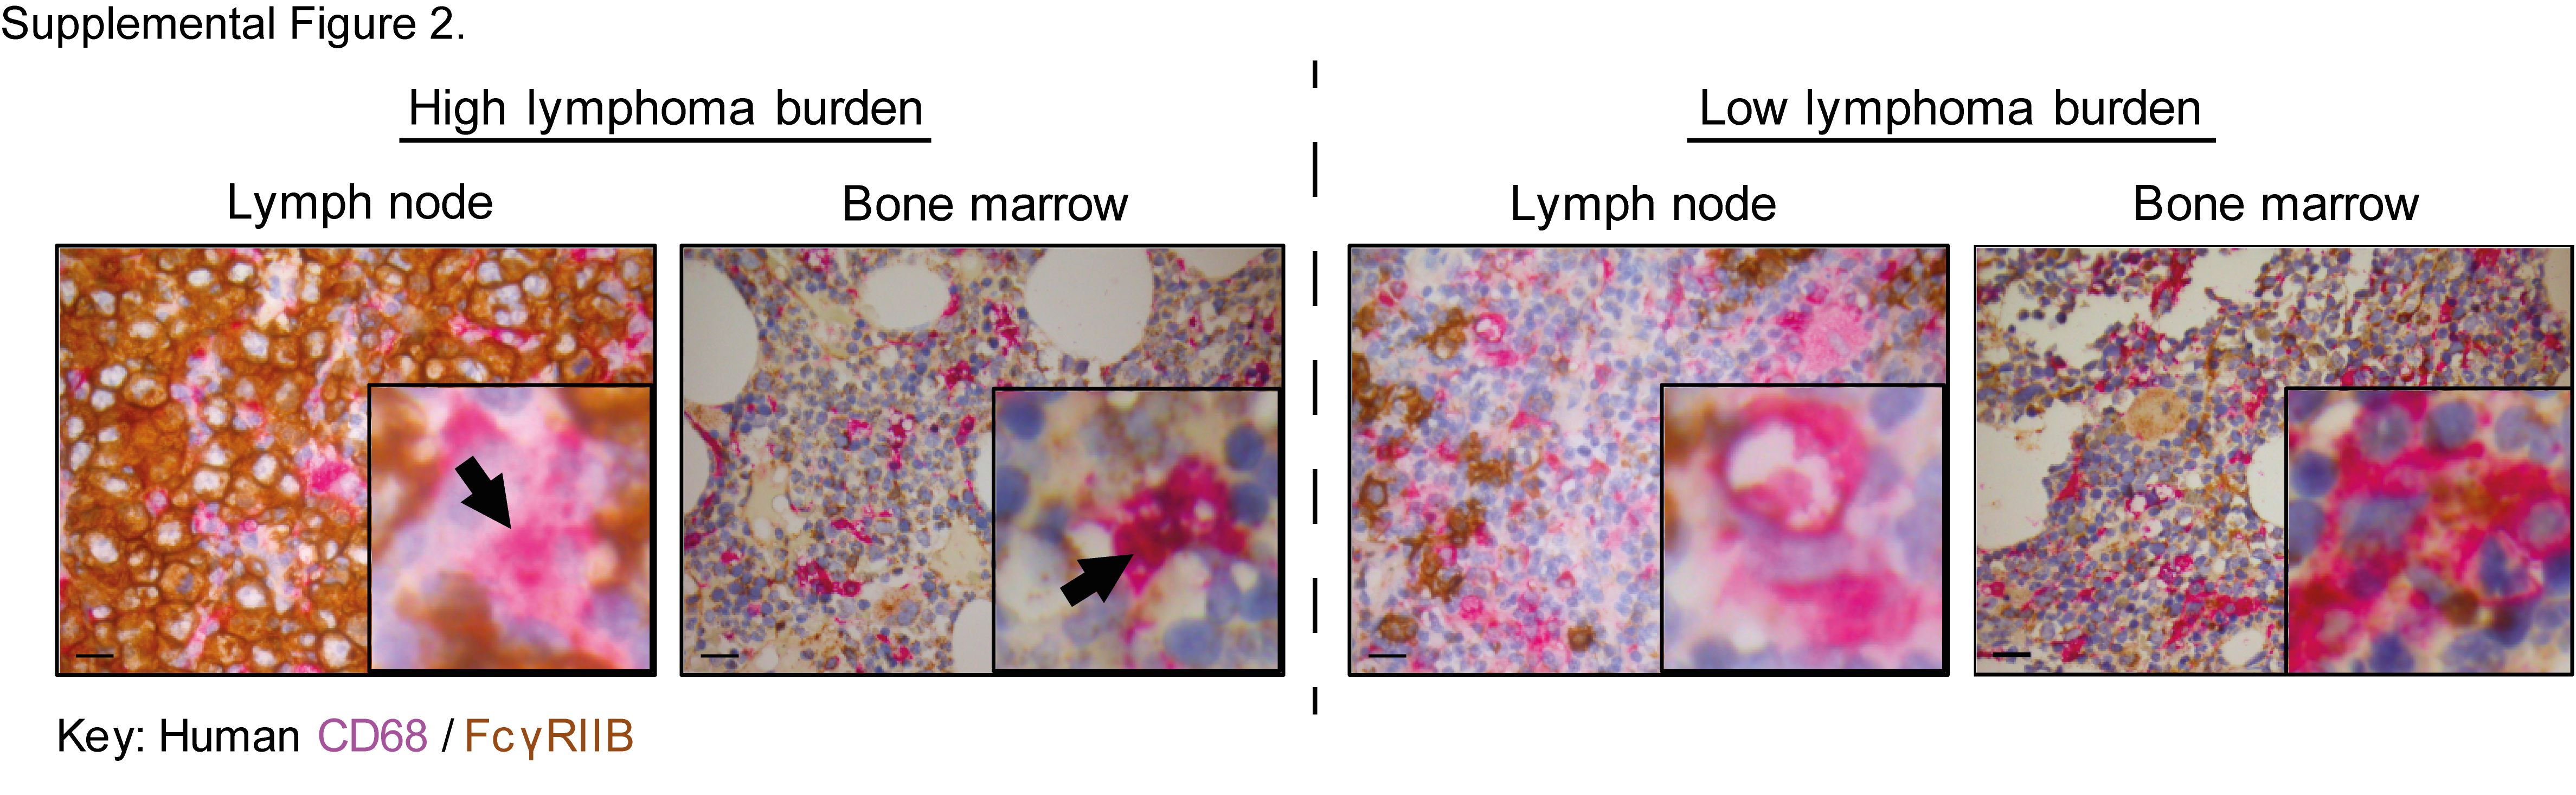 Supplemental Figure 2.
High lymphoma burden
Low lymphoma burden
Lymph node
Bone marrow
Lymph node
Bone marrow
Key: Human CD68 / FcγRIIB